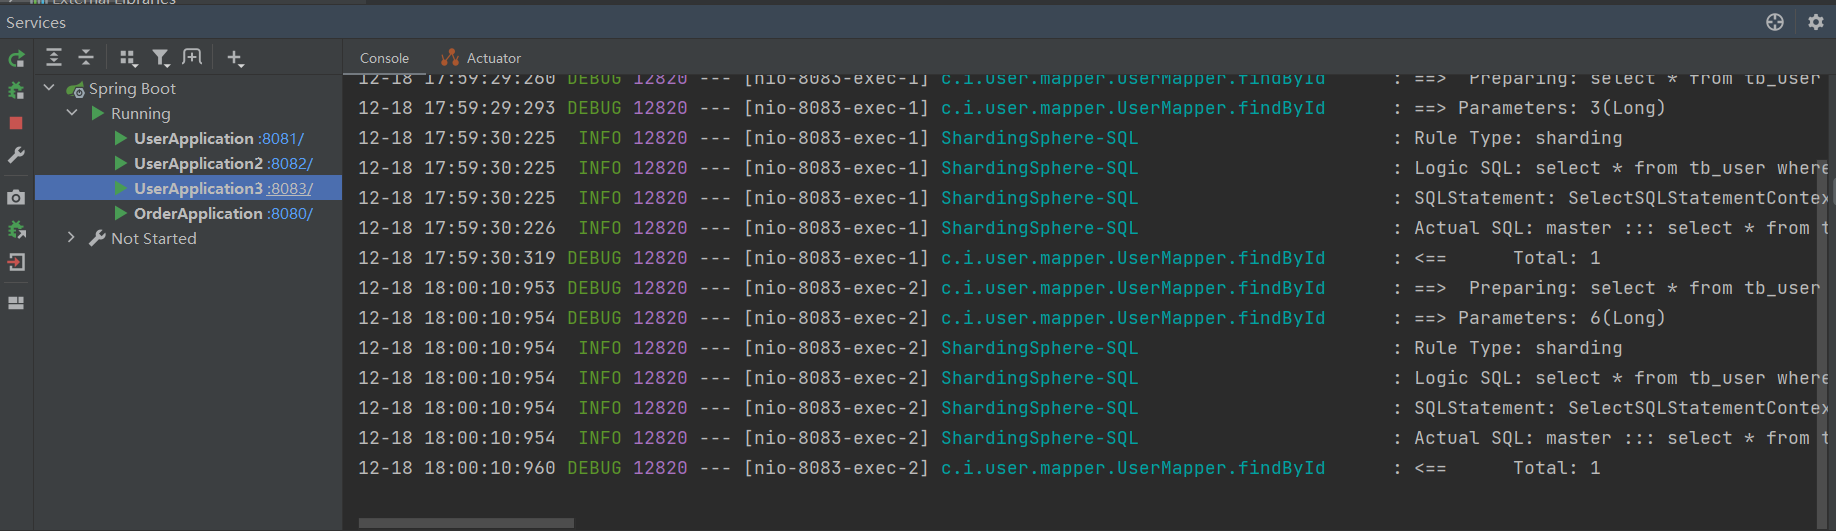 External Libraries
Services
Console Actuator
Spring Boot
Running
UserApplication :8081/
UserApplication2 :8082/
UserApplication3 :8083/
OrderApplication :8080/
Not Started
12-18 17:59:29:260 DEBUG 12820 --- [nio-8083-exec-1] c.i.user.mapper.UserMapper.findById : ==> Preparing: select * from tb_user
12-18 17:59:29:293 DEBUG 12820 --- [nio-8083-exec-1] c.i.user.mapper.UserMapper.findById : ==> Parameters: 3(Long)
12-18 17:59:30:225 INFO 12820 --- [nio-8083-exec-1] ShardingSphere-SQL : Rule Type: sharding
12-18 17:59:30:225 INFO 12820 --- [nio-8083-exec-1] ShardingSphere-SQL : Logic SQL: select * from tb_user where
12-18 17:59:30:225 INFO 12820 --- [nio-8083-exec-1] ShardingSphere-SQL : SQLStatement: SelectSQLStatementContex
12-18 17:59:30:226 INFO 12820 --- [nio-8083-exec-1] ShardingSphere-SQL : Actual SQL: master ::: select * from t
12-18 17:59:30:319 DEBUG 12820 --- [nio-8083-exec-1] c.i.user.mapper.UserMapper.findById : <== Total: 1
12-18 18:00:10:953 DEBUG 12820 --- [nio-8083-exec-2] c.i.user.mapper.UserMapper.findById : ==> Preparing: select * from tb_user
12-18 18:00:10:954 DEBUG 12820 --- [nio-8083-exec-2] c.i.user.mapper.UserMapper.findById : ==> Parameters: 6(Long)
12-18 18:00:10:954 INFO 12820 --- [nio-8083-exec-2] ShardingSphere-SQL : Rule Type: sharding
12-18 18:00:10:954 INFO 12820 --- [nio-8083-exec-2] ShardingSphere-SQL : Logic SQL: select * from tb_user where
12-18 18:00:10:954 INFO 12820 --- [nio-8083-exec-2] ShardingSphere-SQL : SQLStatement: SelectSQLStatementContex
12-18 18:00:10:954 INFO 12820 --- [nio-8083-exec-2] ShardingSphere-SQL : Actual SQL: master ::: select * from t
12-18 18:00:10:960 DEBUG 12820 --- [nio-8083-exec-2] c.i.user.mapper.UserMapper.findById : <== Total: 1